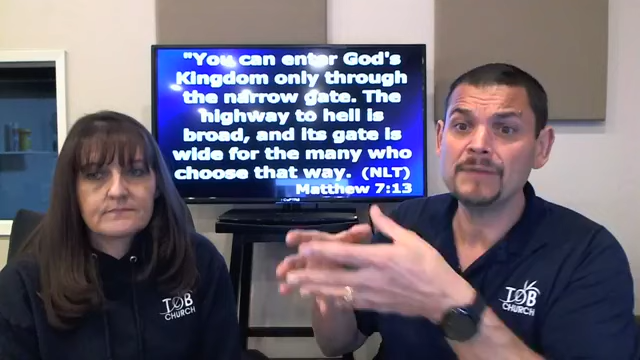 "You can enter God's
Kingdom only through
the narrow gate. The
highway to hell is
broad, and its gate is
wide for the many who
choose that way. (NLT)
Matthew 7:13
TOB
CHURCH
TOB
CHURCH